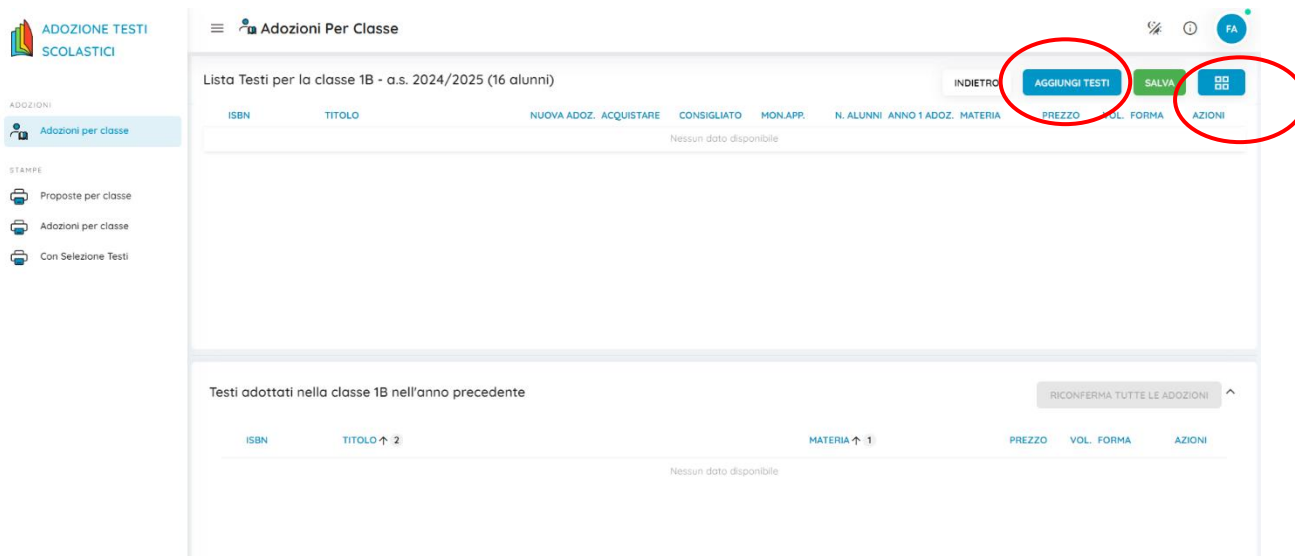 ADOZIONE TESTI
SCOLASTICI
Adozioni Per Classe
FA
Lista Testi per la classe 1B - a.s. 2024/2025 (16 alunni)
INDIETRO
AGGIUNGI TESTI
SALVA
ADOZIONI
Adozioni per classe
STAMPE
Proposte per classe
Adozioni per classe
Con Selezione Testi
ISBN TITOLO NUOVA ADOZ. ACQUISTARE CONSIGLIATO MON.APP. N. ALUNNI ANNO 1 ADOZ. MATERIA PREZZO VOL. FORMA AZIONI
Nessun dato disponibile
Testi adottati nella classe 1B nell'anno precedente
RICONFERMA TUTTE LE ADOZIONI
ISBN TITOLO ↑ 2 MATERIA ↑ 1 PREZZO VOL. FORMA AZIONI
Nessun dato disponibile